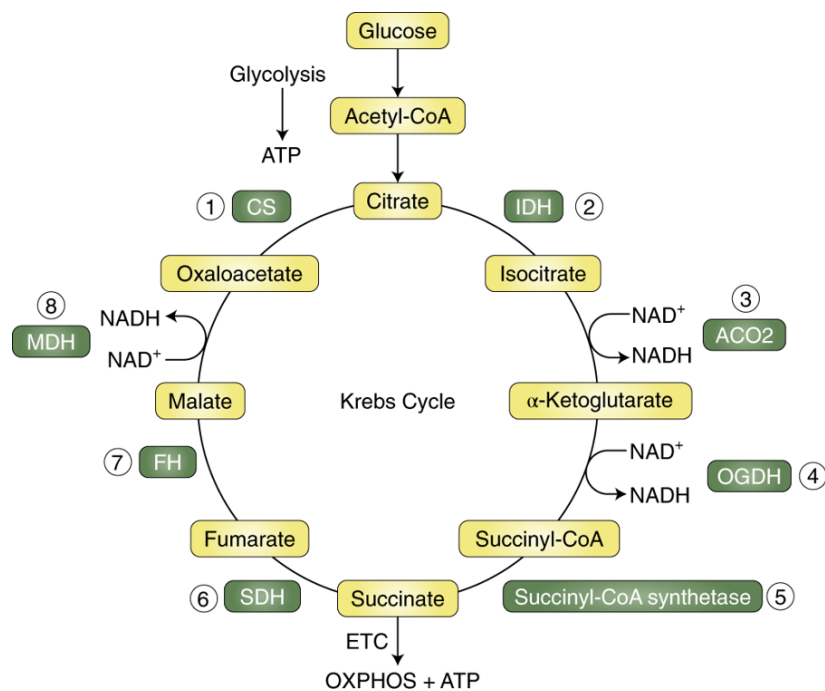 Glucose
Glycolysis
Acetyl-CoA
ATP
① CS
Citrate
IDH ②
Oxaloacetate
Isocitrate
⑧
MDH
NADH
NAD⁺
NAD⁺
NADH
③
ACO2
Malate
Krebs Cycle
α-Ketoglutarate
⑦ FH
NAD⁺
NADH
OGDH ④
Fumarate
Succinyl-CoA
⑥ SDH
Succinate
Succinyl-CoA synthetase ⑤
ETC
OXPHOS + ATP